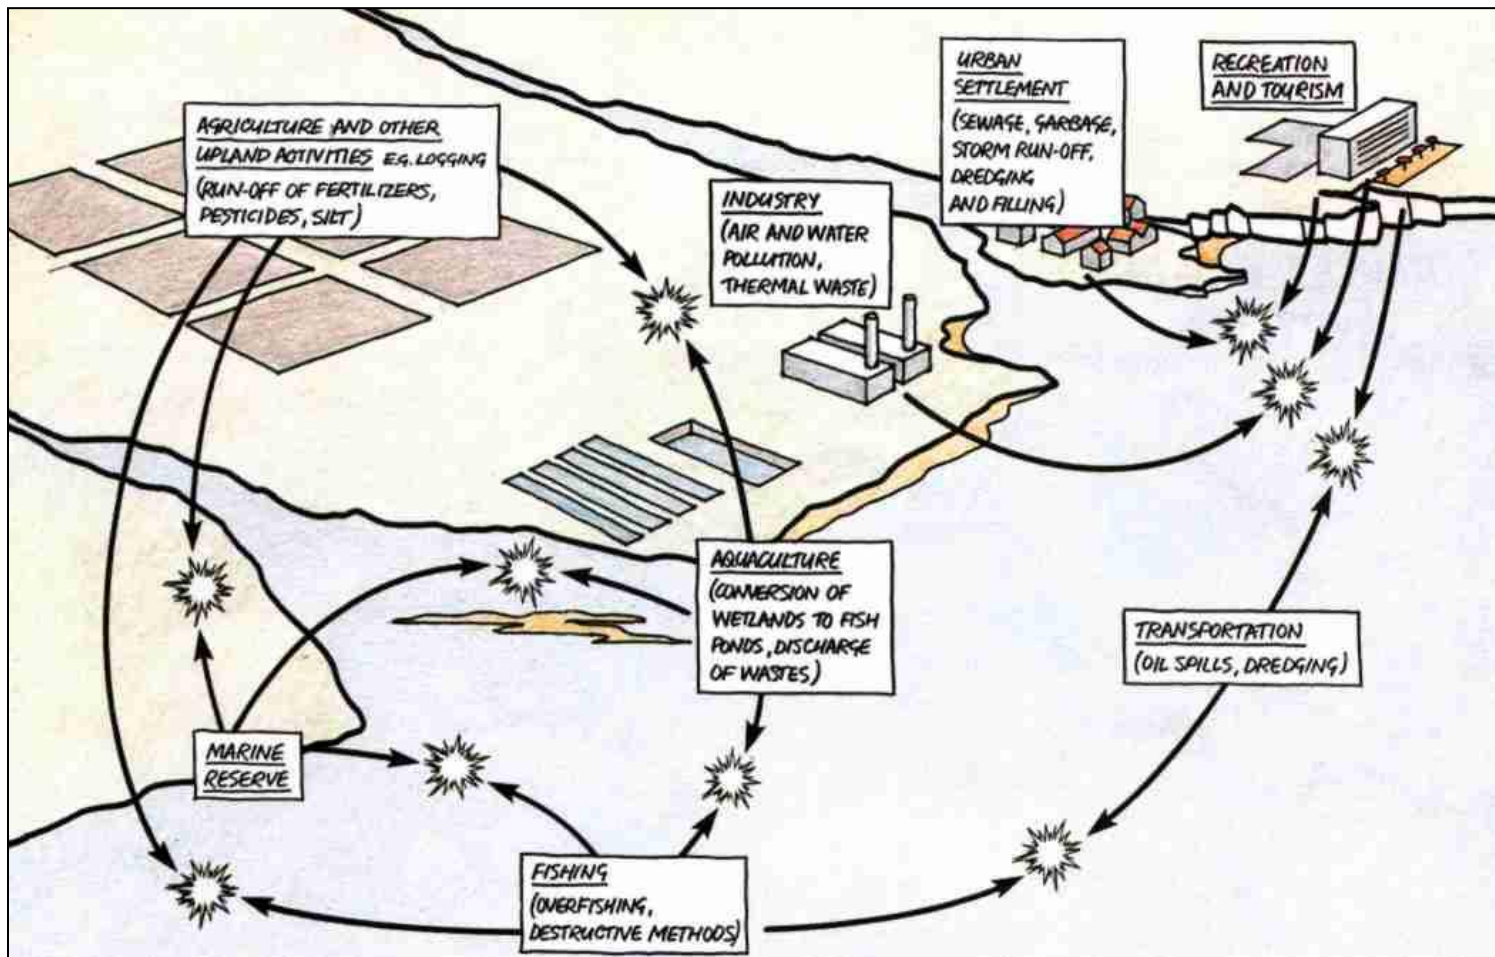 AGRICULTURE AND OTHER
UPLAND ACTIVITIES E.G. LOGGING
(RUN-OFF OF FERTILIZERS,
PESTICIDES, SILT)
INDUSTRY
(AIR AND WATER
POLLUTION,
THERMAL WASTE)
URBAN
SETTLEMENT
(SEWAGE, GARBAGE,
STORM RUN-OFF,
DREDGING
AND FILLING)
RECREATION
AND TOURISM
AQUACULTURE
(CONVERSION OF
WETLANDS TO FISH
PONDS, DISCHARGE
OF WASTES)
TRANSPORTATION
(OIL SPILLS, DREDGING)
MARINE
RESERVE
FISHING
(OVERFISHING,
DESTRUCTIVE METHODS)